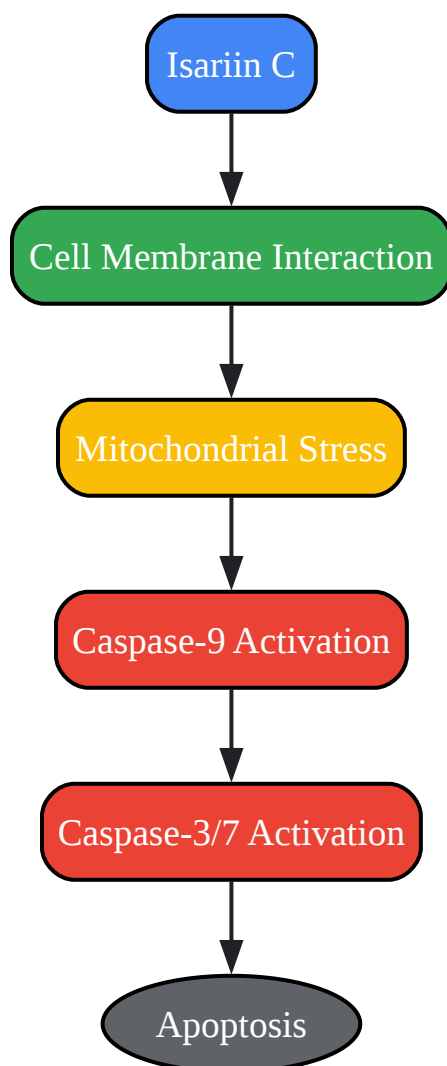 Isariin C
Cell Membrane Interaction
Mitochondrial Stress
Caspase-9 Activation
Caspase-3/7 Activation
Apoptosis